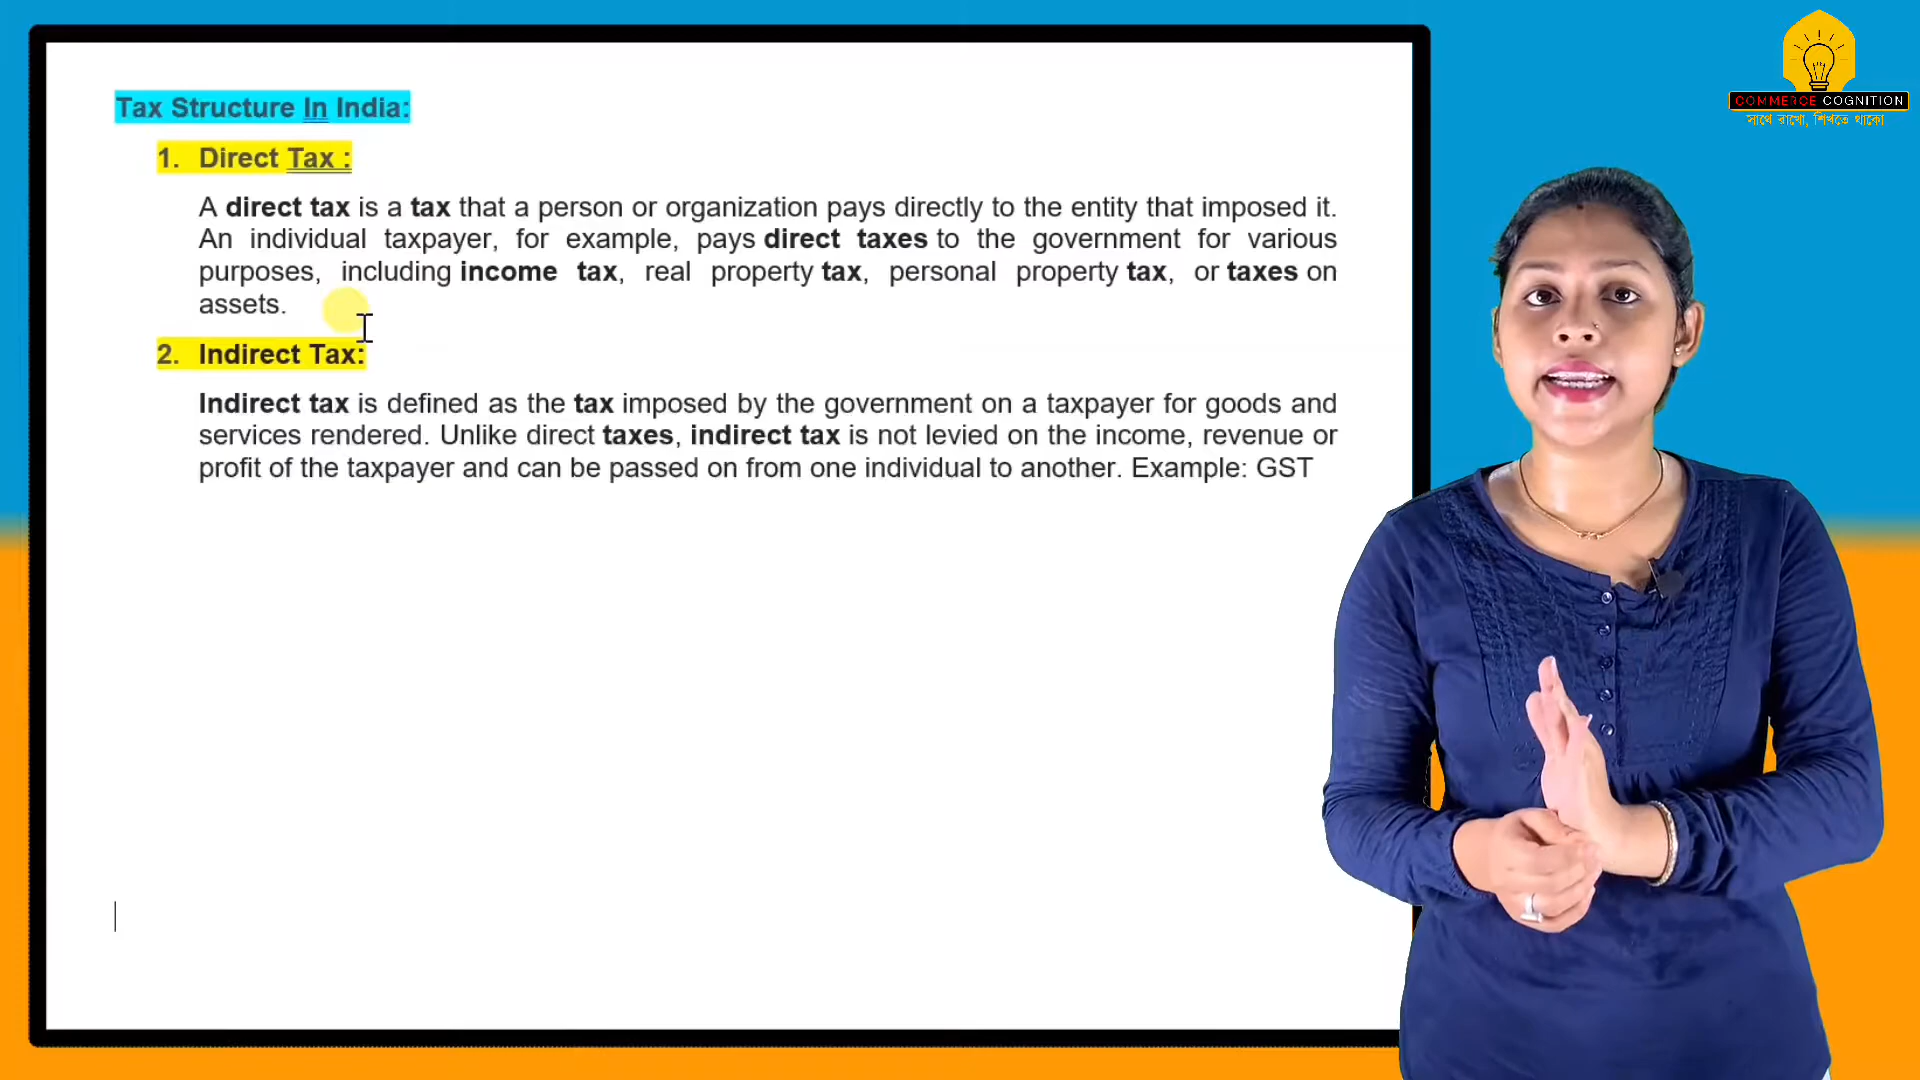 Tax Structure In India:
1. Direct Tax :
A direct tax is a tax that a person or organization pays directly to the entity that imposed it.
An individual taxpayer, for example, pays direct taxes to the government for various
purposes, including income tax, real property tax, personal property tax, or taxes on
assets.
2. Indirect Tax:
Indirect tax is defined as the tax imposed by the government on a taxpayer for goods and
services rendered. Unlike direct taxes, indirect tax is not levied on the income, revenue or
profit of the taxpayer and can be passed on from one individual to another. Example: GST
COMMERCE COGNITION
সাথে রাখো, শিখতে থাকো